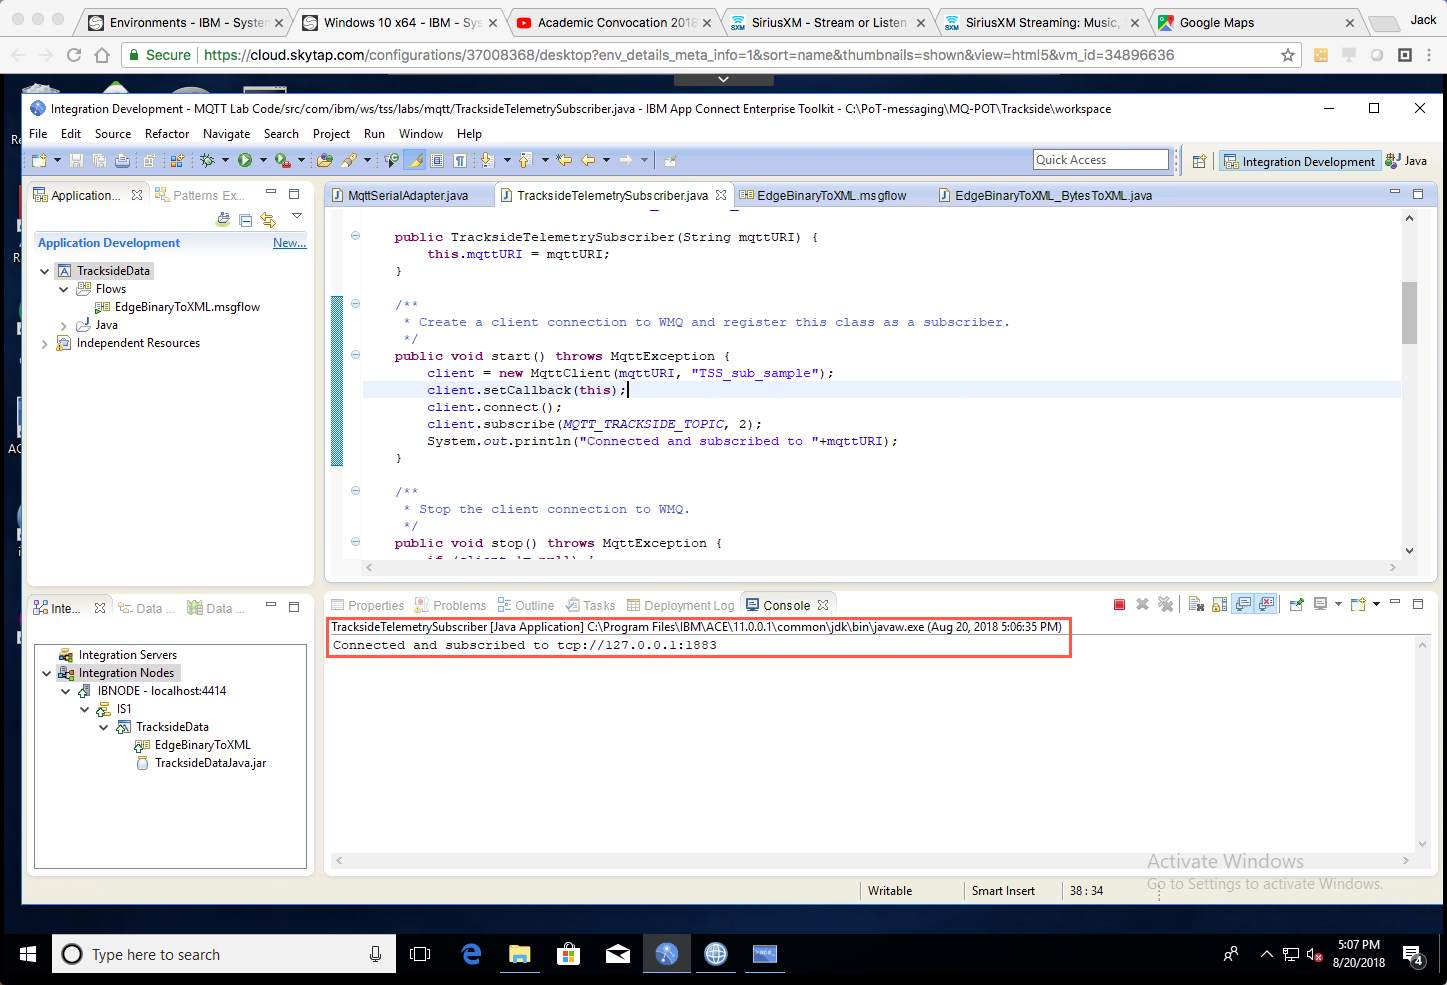 Environments - IBM - System
Windows 10 x64 - IBM - Sys
Academic Convocation 2018
SiriusXM - Stream or Listen
SiriusXM Streaming: Music,
Google Maps
Jack
Secure
https://cloud.skytap.com/configurations/37008368/desktop?env_details_meta_info=1&sort=name&thumbnails=shown&view=html5&vm_id=34896636
Integration Development - MQTT Lab Code/src/com/ibm/ws/tss/labs/mqtt/TracksideTelemetrySubscriber.java - IBM App Connect Enterprise Toolkit - C:\PoT-messaging\MQ-POT\Trackside\workspace
File Edit Source Refactor Navigate Search Project Run Window Help
Quick Access
Integration Development
Java
Application...
Patterns Ex...
Application Development
New...
TracksideData
Flows
EdgeBinaryToXML.msgflow
Java
Independent Resources
MqttSerialAdapter.java
TracksideTelemetrySubscriber.java
EdgeBinaryToXML.msgflow
EdgeBinaryToXML_BytesToXML.java
public TracksideTelemetrySubscriber(String mqttURI) {
this.mqttURI = mqttURI;
}
/**
* Create a client connection to WMQ and register this class as a subscriber.
*/
public void start() throws MqttException {
client = new MqttClient(mqttURI, "TSS_sub_sample");
client.setCallback(this);
client.connect();
client.subscribe(MQTT_TRACKSIDE_TOPIC, 2);
System.out.println("Connected and subscribed to "+mqttURI);
}
/**
* Stop the client connection to WMQ.
*/
public void stop() throws MqttException {
Inte...
Data ...
Data ...
Integration Servers
Integration Nodes
IBNODE - localhost:4414
IS1
TracksideData
EdgeBinaryToXML
TracksideDataJava.jar
Properties
Problems
Outline
Tasks
Deployment Log
Console
TracksideTelemetrySubscriber [Java Application] C:\Program Files\IBM\ACE\11.0.0.1\common\jdk\bin\javaw.exe (Aug 20, 2018 5:06:35 PM)
Connected and subscribed to tcp://127.0.0.1:1883
Activate Windows
Go to Settings to activate Windows.
Writable
Smart Insert
38 : 34
Type here to search
5:07 PM
8/20/2018
4